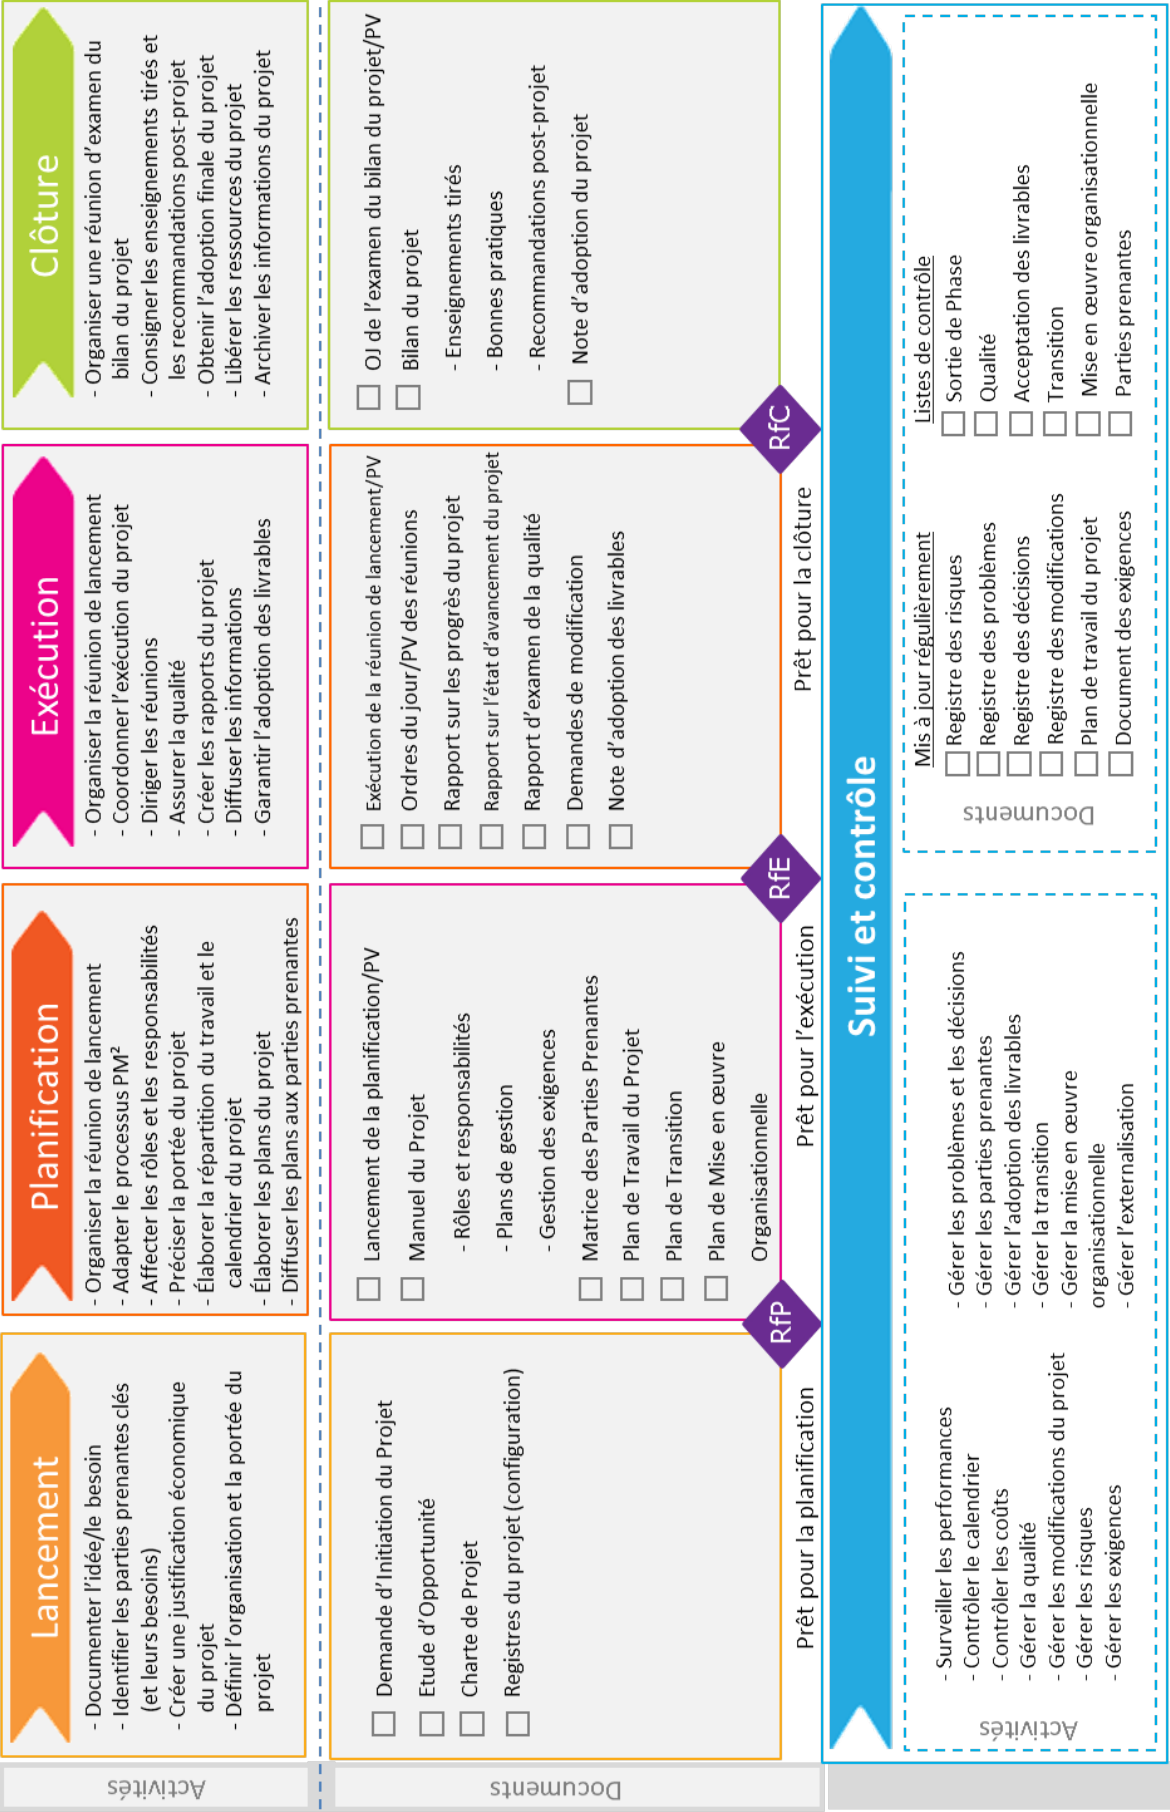 Activités
Lancement
- Documenter l'idée/le besoin
- Identifier les parties prenantes clés
(et leurs besoins)
- Créer une justification économique
du projet
- Définir l'organisation et la portée du
projet
Planification
- Organiser la réunion de lancement
- Adapter le processus PM²
- Affecter les rôles et les responsabilités
- Préciser la portée du projet
- Élaborer la répartition du travail et le
calendrier du projet
- Élaborer les plans du projet
- Diffuser les plans aux parties prenantes
Exécution
- Organiser la réunion de lancement
- Coordonner l'exécution du projet
- Diriger les réunions
- Assurer la qualité
- Créer les rapports du projet
- Diffuser les informations
- Garantir l'adoption des livrables
Clôture
- Organiser une réunion d'examen du
bilan du projet
- Consigner les enseignements tirés et
les recommandations post-projet
- Obtenir l'adoption finale du projet
- Libérer les ressources du projet
- Archiver les informations du projet
Documents
Demande d'Initiation du Projet
Etude d'Opportunité
Charte de Projet
Registres du projet (configuration)
RfP
Prêt pour la planification
Lancement de la planification/PV
Manuel du Projet
- Rôles et responsabilités
- Plans de gestion
- Gestion des exigences
Matrice des Parties Prenantes
Plan de Travail du Projet
Plan de Transition
Plan de Mise en œuvre
Organisationnelle
RfE
Prêt pour l'exécution
Exécution de la réunion de lancement/PV
Ordres du jour/PV des réunions
Rapport sur les progrès du projet
Rapport sur l'état d'avancement du projet
Rapport d'examen de la qualité
Demandes de modification
Note d'adoption des livrables
RfC
Prêt pour la clôture
OJ de l'examen du bilan du projet/PV
Bilan du projet
- Enseignements tirés
- Bonnes pratiques
- Recommandations post-projet
Note d'adoption du projet
Suivi et contrôle
Activités
- Surveiller les performances
- Contrôler le calendrier
- Contrôler les coûts
- Gérer la qualité
- Gérer les modifications du projet
- Gérer les risques
- Gérer les exigences
- Gérer les problèmes et les décisions
- Gérer les parties prenantes
- Gérer l'adoption des livrables
- Gérer la transition
- Gérer la mise en œuvre
organisationnelle
- Gérer l'externalisation
Documents
Mis à jour régulièrement
Registre des risques
Registre des problèmes
Registre des décisions
Registre des modifications
Plan de travail du projet
Document des exigences
Listes de contrôle
Sortie de Phase
Qualité
Acceptation des livrables
Transition
Mise en œuvre organisationnelle
Parties prenantes